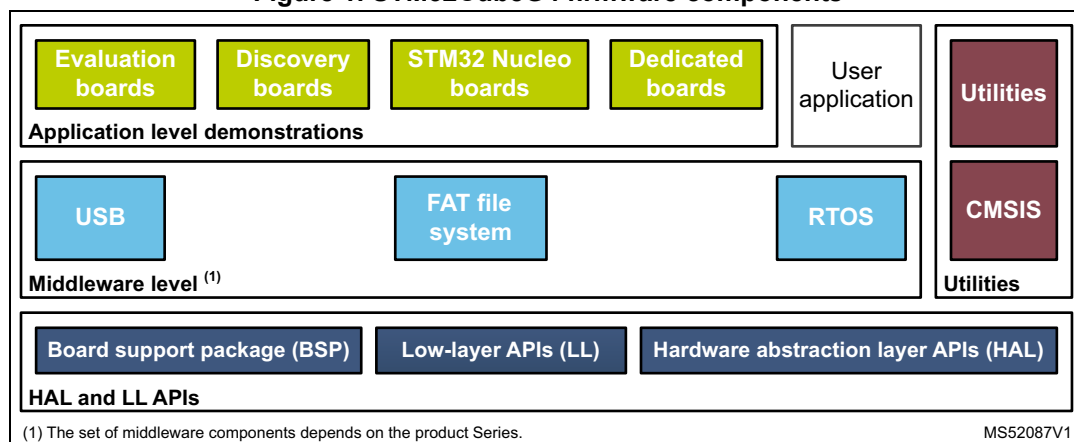 Evaluation boards
Discovery boards
STM32 Nucleo boards
Dedicated boards
Application level demonstrations
User application
Utilities
USB
FAT file system
RTOS
Middleware level (1)
CMSIS
Utilities
Board support package (BSP)
Low-layer APIs (LL)
Hardware abstraction layer APIs (HAL)
HAL and LL APIs
(1) The set of middleware components depends on the product Series.
MS52087V1